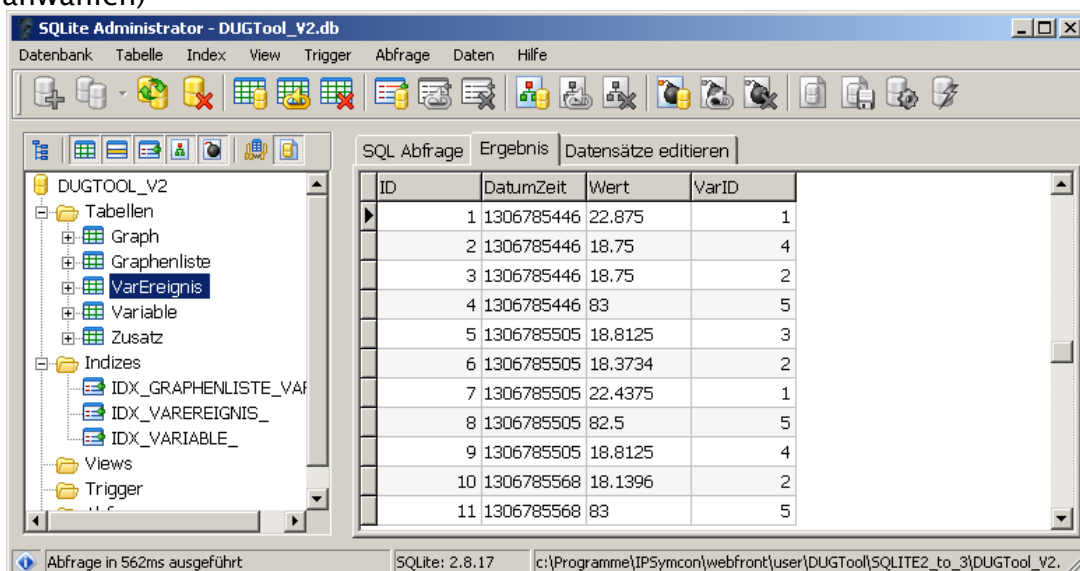 SQLite Administrator - DUGTool_V2.db
Datenbank Tabelle Index View Trigger Abfrage Daten Hilfe
SQL Abfrage Ergebnis Datensätze editieren
DUGTOOL_V2
Tabellen
Graph
Graphenliste
VarEreignis
Variable
Zusatz
Indizes
IDX_GRAPHENLISTE_VAR
IDX_VAREREIGNIS_
IDX_VARIABLE_
Views
Trigger
ID DatumZeit Wert VarID
1 1306785446 22.875 1
2 1306785446 18.75 4
3 1306785446 18.75 2
4 1306785446 83 5
5 1306785505 18.8125 3
6 1306785505 18.3734 2
7 1306785505 22.4375 1
8 1306785505 82.5 5
9 1306785505 18.8125 4
10 1306785568 18.1396 2
11 1306785568 83 5
Abfrage in 562ms ausgeführt SQLite: 2.8.17 c:\Programme\IPSymcon\webfront\user\DUGTool\SQLITE2_to_3\DUGTool_V2.